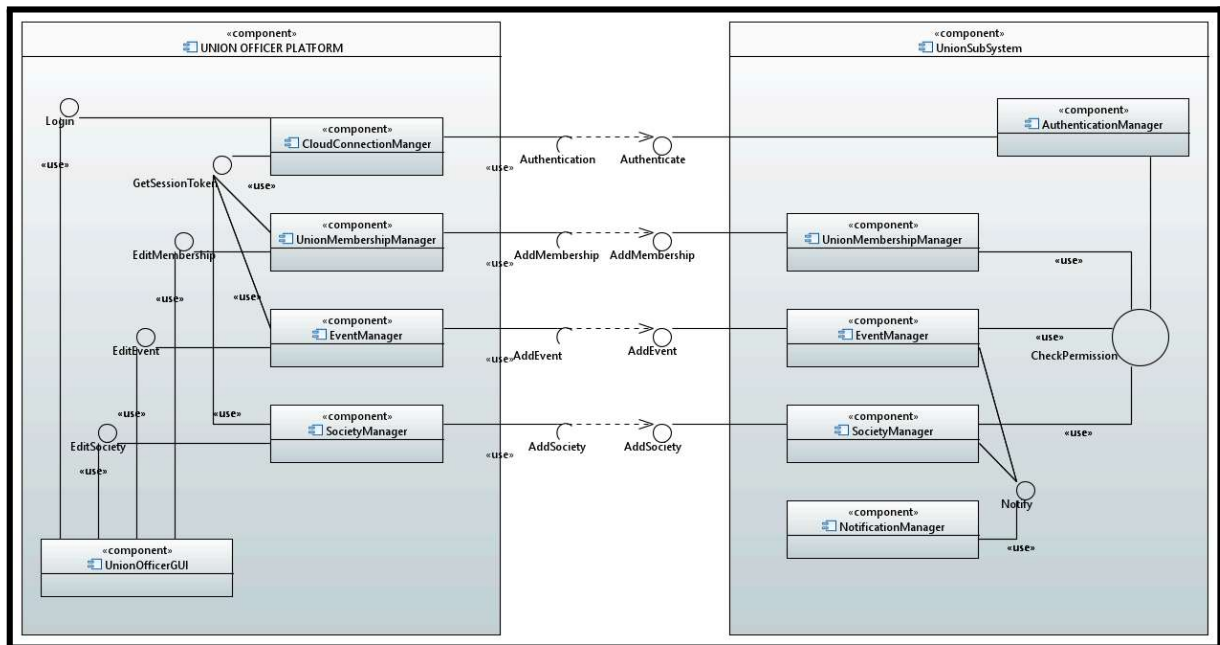 «component»
UNION OFFICER PLATFORM
Login
«use»
«component»
CloudConnectionManger
GetSessionToken
«use»
«component»
UnionMembershipManager
EditMembership
«use»
«use»
«component»
EventManager
EditEvent
«use»
«use»
«component»
SocietyManager
EditSociety
«use»
«component»
UnionOfficerGUI
«use»
Authentication
Authenticate
«use»
AddMembership
AddMembership
«use»
AddEvent
AddEvent
«use»
AddSociety
AddSociety
«component»
UnionSubSystem
«component»
AuthenticationManager
«component»
UnionMembershipManager
«use»
«component»
EventManager
«use»
CheckPermission
«component»
SocietyManager
«use»
Notify
«component»
NotificationManager
«use»